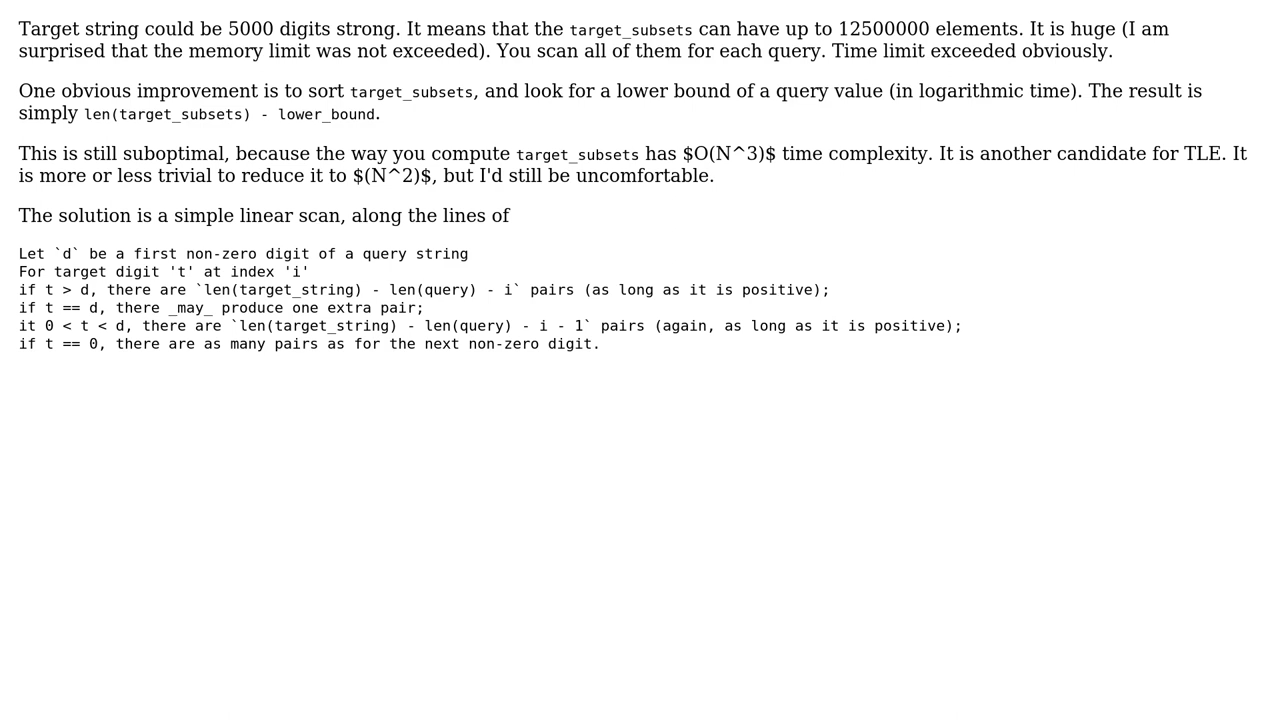 Target string could be 5000 digits strong. It means that the target_subsets can have up to 12500000 elements. It is huge (I am
surprised that the memory limit was not exceeded). You scan all of them for each query. Time limit exceeded obviously.
One obvious improvement is to sort target_subsets, and look for a lower bound of a query value (in logarithmic time). The result is
simply len(target_subsets) - lower_bound.
This is still suboptimal, because the way you compute target_subsets has $O(N^3)$ time complexity. It is another candidate for TLE. It
is more or less trivial to reduce it to $(N^2)$, but I'd still be uncomfortable.
The solution is a simple linear scan, along the lines of
Let `d` be a first non-zero digit of a query string
For target digit 't' at index 'i'
if t > d, there are `len(target_string) - len(query) - i` pairs (as long as it is positive);
if t == d, there _may_ produce one extra pair;
it 0 < t < d, there are `len(target_string) - len(query) - i - 1` pairs (again, as long as it is positive);
if t == 0, there are as many pairs as for the next non-zero digit.